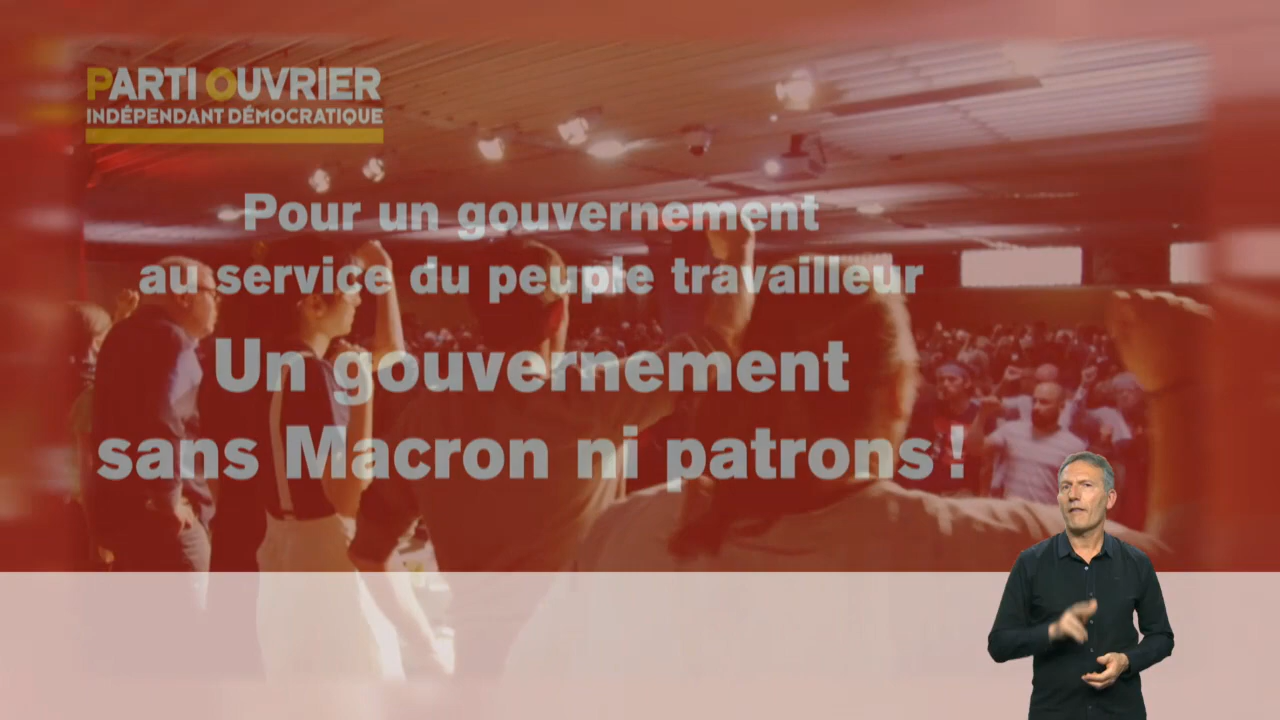 PARTI OUVRIER
INDÉPENDANT DÉMOCRATIQUE
Pour un gouvernement
au service du peuple travailleur
Un gouvernement
sans Macron ni patrons !